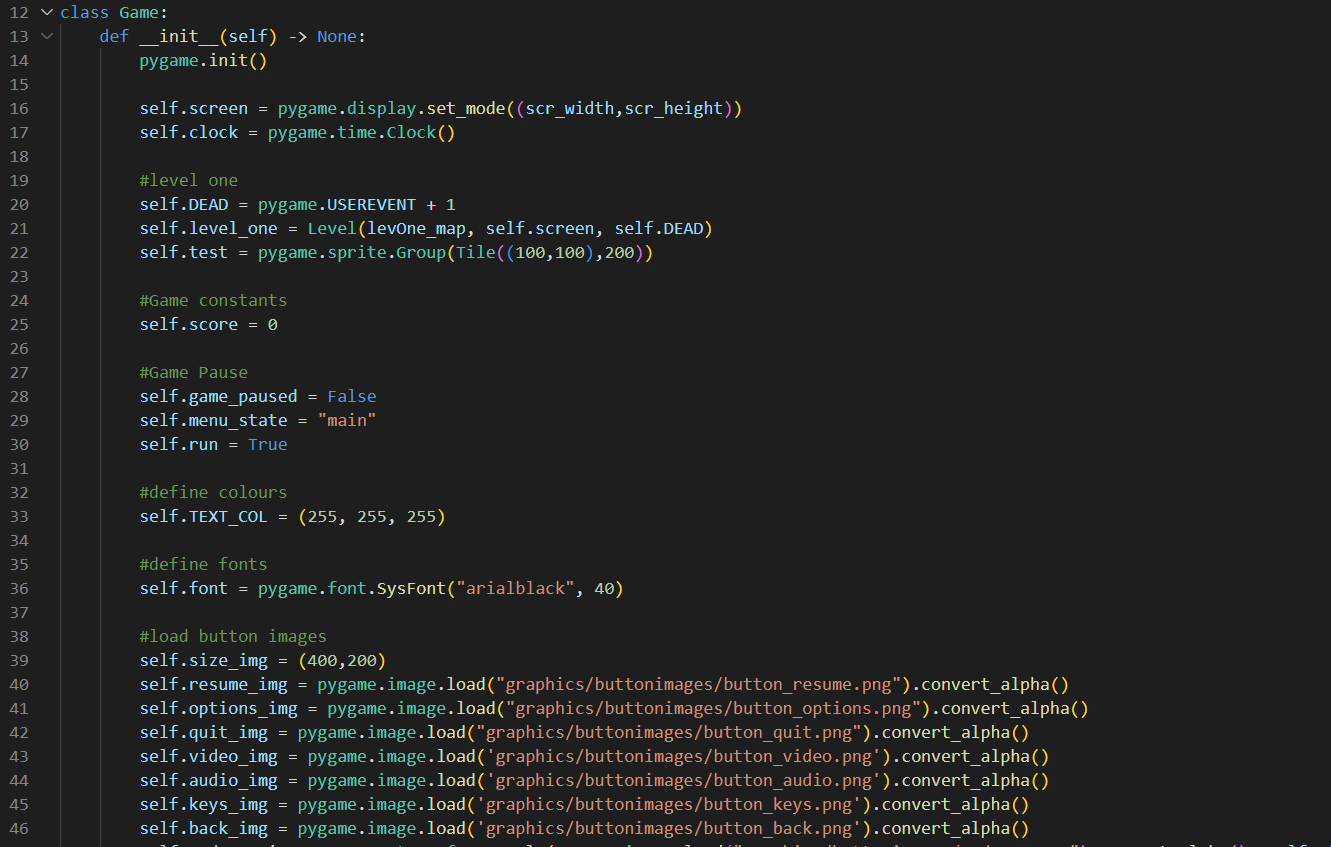 12 class Game:
13 def __init__(self) -> None:
14 pygame.init()
15
16 self.screen = pygame.display.set_mode((scr_width,scr_height))
17 self.clock = pygame.time.Clock()
18
19 #level one
20 self.DEAD = pygame.USEREVENT + 1
21 self.level_one = Level(levOne_map, self.screen, self.DEAD)
22 self.test = pygame.sprite.Group(Tile((100,100),200))
23
24 #Game constants
25 self.score = 0
26
27 #Game Pause
28 self.game_paused = False
29 self.menu_state = "main"
30 self.run = True
31
32 #define colours
33 self.TEXT_COL = (255, 255, 255)
34
35 #define fonts
36 self.font = pygame.font.SysFont("arialblack", 40)
37
38 #load button images
39 self.size_img = (400,200)
40 self.resume_img = pygame.image.load("graphics/buttonimages/button_resume.png").convert_alpha()
41 self.options_img = pygame.image.load("graphics/buttonimages/button_options.png").convert_alpha()
42 self.quit_img = pygame.image.load("graphics/buttonimages/button_quit.png").convert_alpha()
43 self.video_img = pygame.image.load('graphics/buttonimages/button_video.png').convert_alpha()
44 self.audio_img = pygame.image.load('graphics/buttonimages/button_audio.png').convert_alpha()
45 self.keys_img = pygame.image.load('graphics/buttonimages/button_keys.png').convert_alpha()
46 self.back_img = pygame.image.load('graphics/buttonimages/button_back.png').convert_alpha()